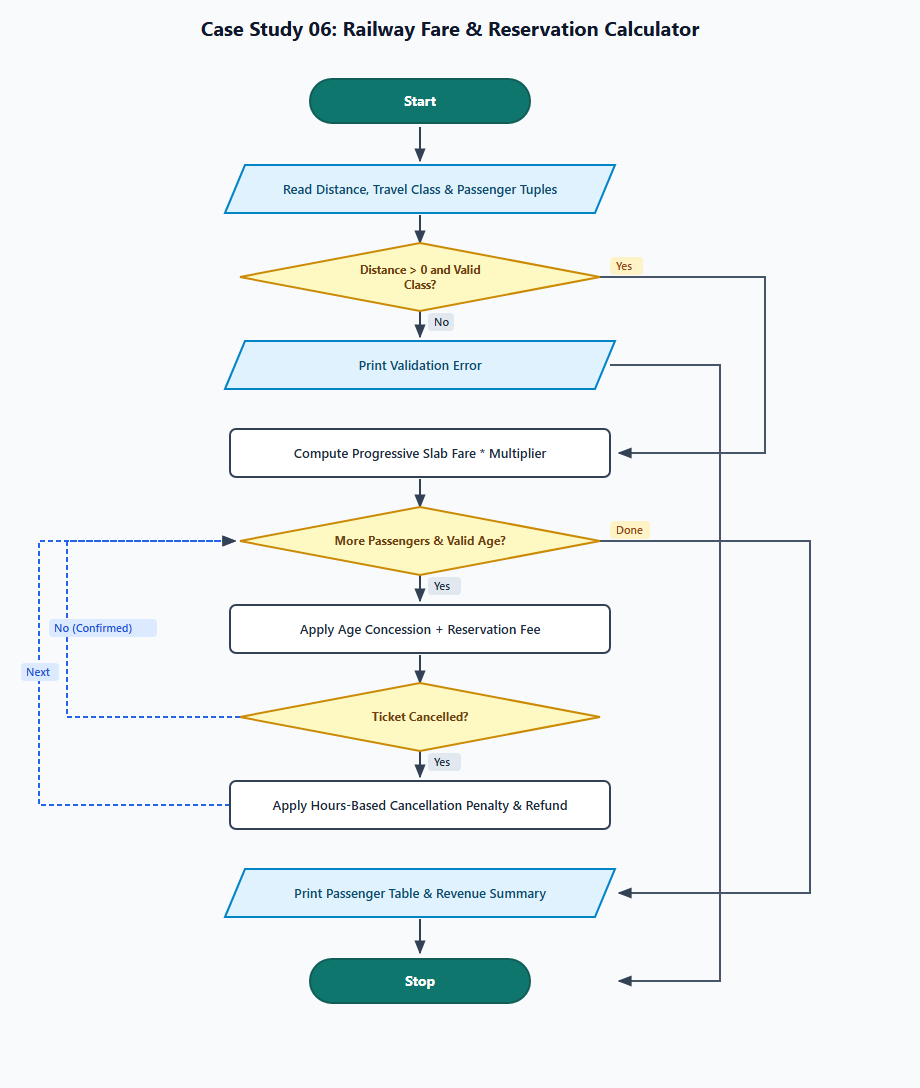 Case Study 06: Railway Fare & Reservation Calculator
Start
Read Distance, Travel Class & Passenger Tuples
Distance > 0 and Valid
Class?
Yes
No
Print Validation Error
Compute Progressive Slab Fare * Multiplier
More Passengers & Valid Age?
Done
Yes
Apply Age Concession + Reservation Fee
No (Confirmed)
Next
Ticket Cancelled?
Yes
Apply Hours-Based Cancellation Penalty & Refund
Print Passenger Table & Revenue Summary
Stop